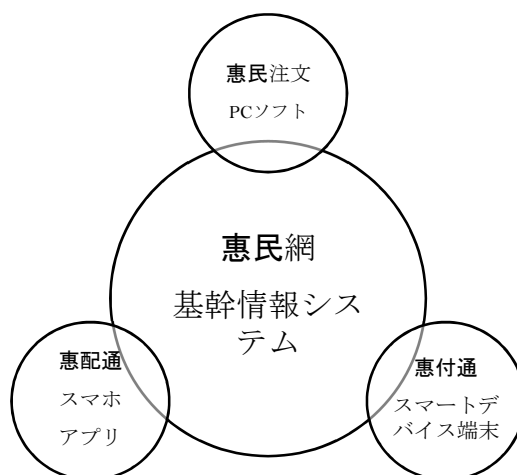 惠民注文
PCソフト
惠民網
基幹情報シス
テム
惠配通
スマホ
アプリ
惠付通
スマートデ
バイス端末